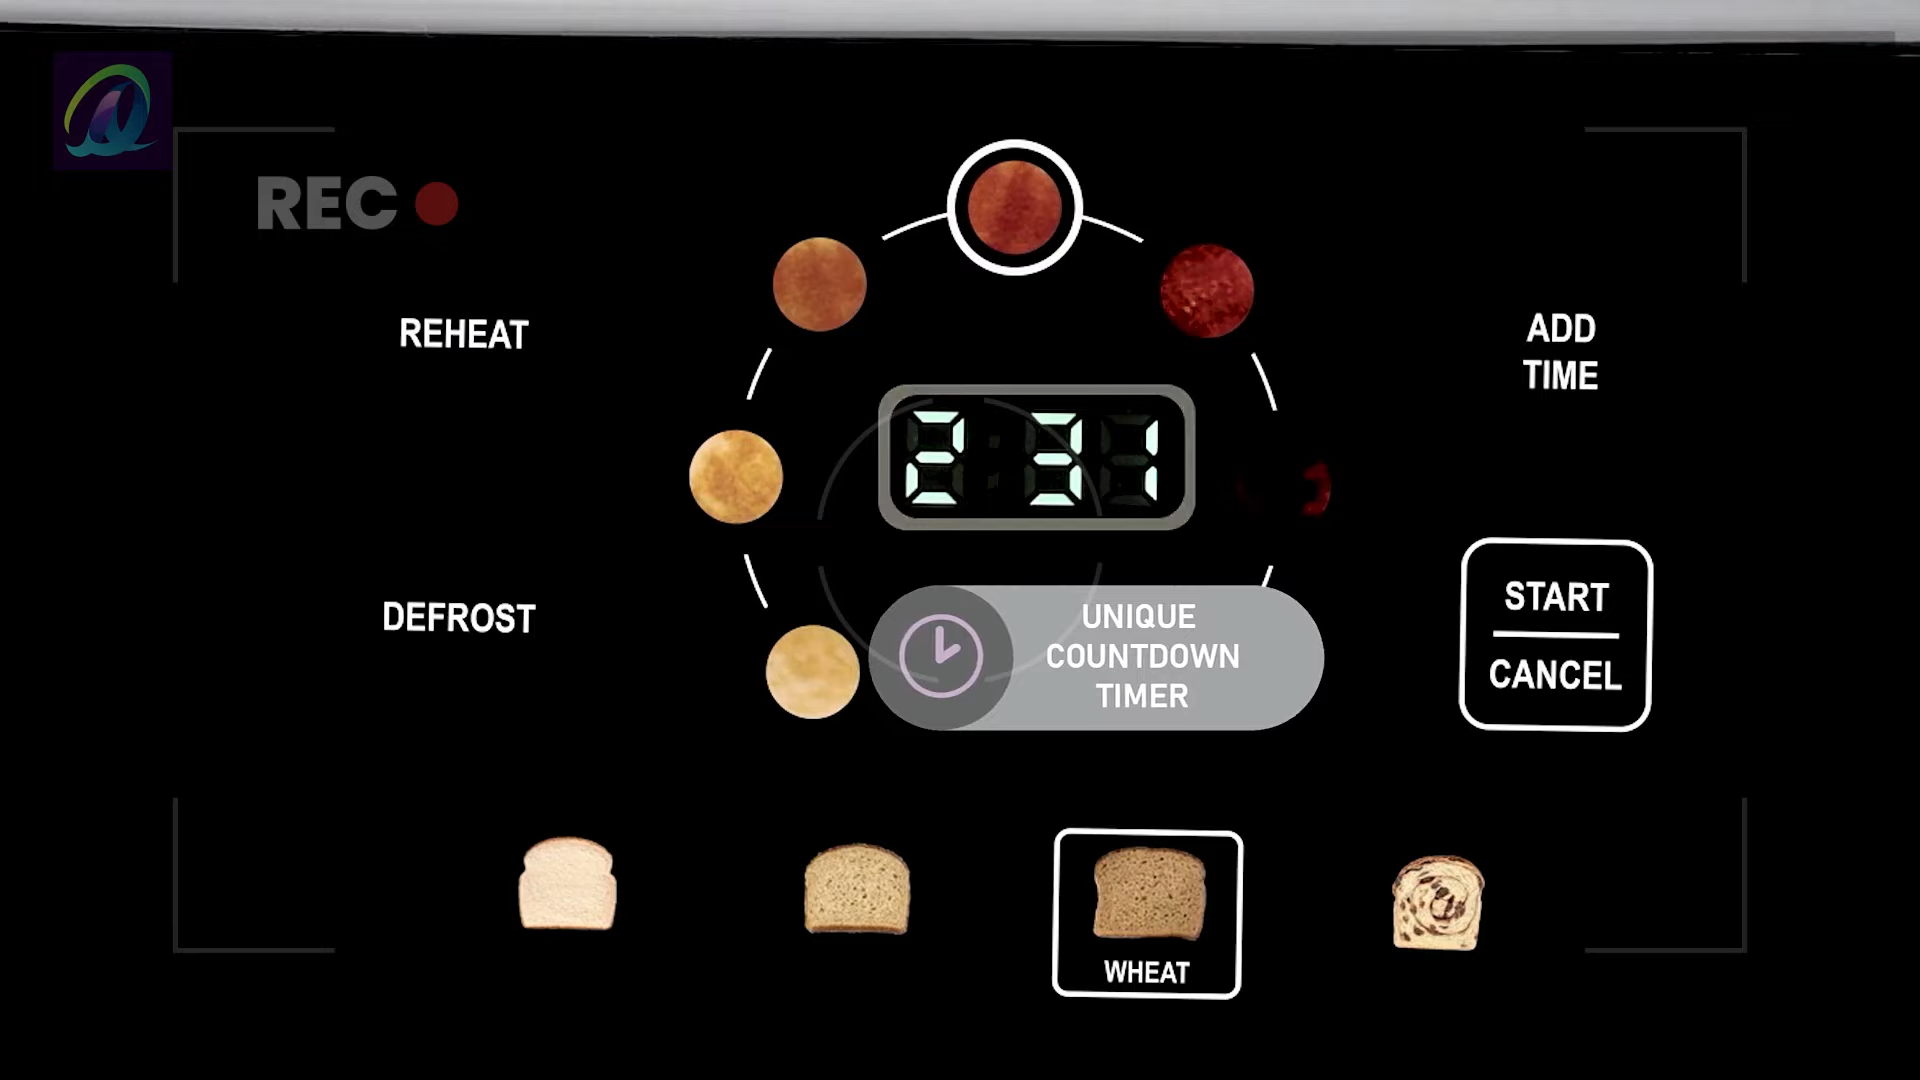 REC
REHEAT
ADD
TIME
2 31
DEFROST
UNIQUE
COUNTDOWN
TIMER
START
CANCEL
WHEAT